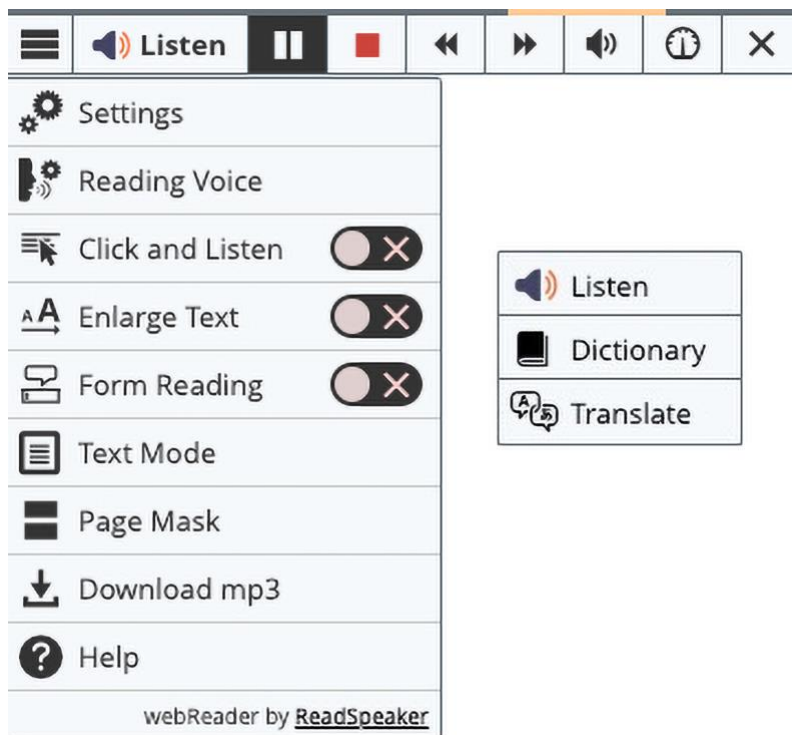 Listen
Settings
Reading Voice
Click and Listen
Enlarge Text
Form Reading
Text Mode
Page Mask
Download mp3
Help
webReader by ReadSpeaker
Listen
Dictionary
Translate